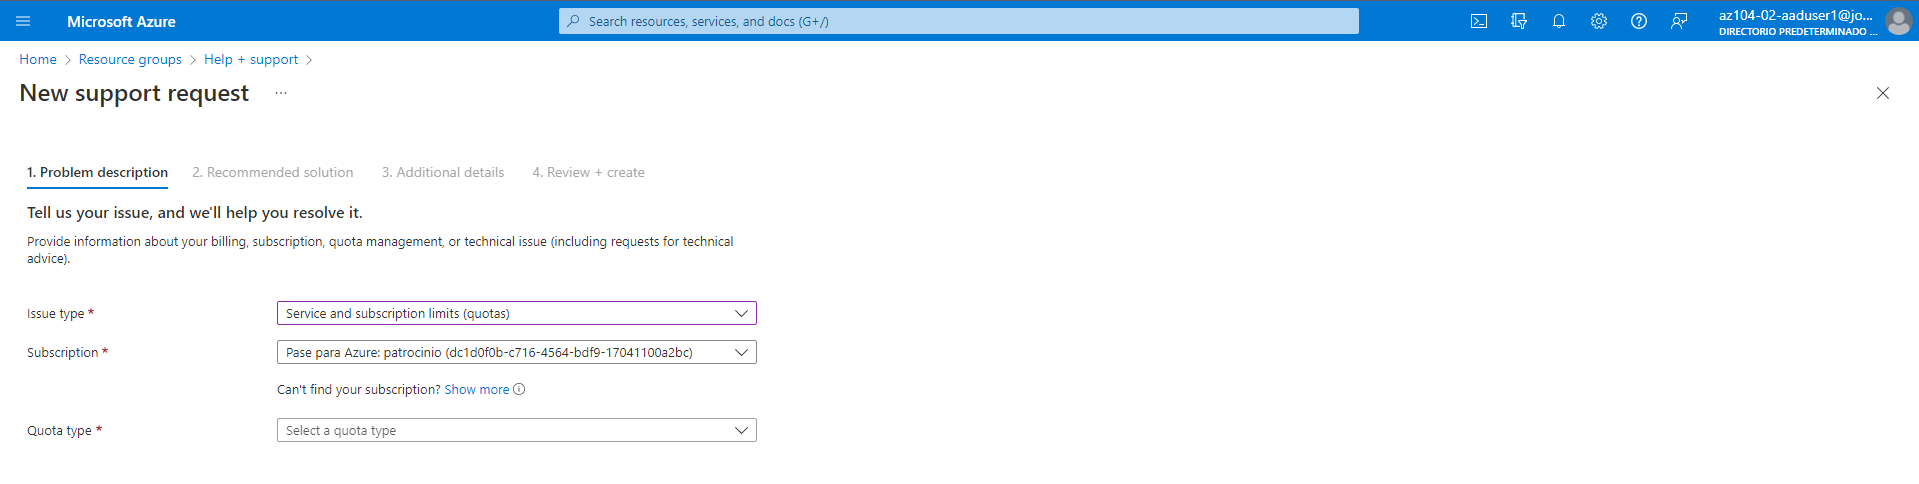 Microsoft Azure
Search resources, services, and docs (G+/)
az104-02-aaduser1@jo...
DIRECTORIO PREDETERMINADO ...
Home > Resource groups > Help + support >
New support request ...
1. Problem description
2. Recommended solution
3. Additional details
4. Review + create
Tell us your issue, and we'll help you resolve it.
Provide information about your billing, subscription, quota management, or technical issue (including requests for technical
advice).
Issue type *
Service and subscription limits (quotas)
Subscription *
Pase para Azure: patrocinio (dc1d0f0b-c716-4564-bdf9-17041100a2bc)
Can't find your subscription? Show more
Quota type *
Select a quota type